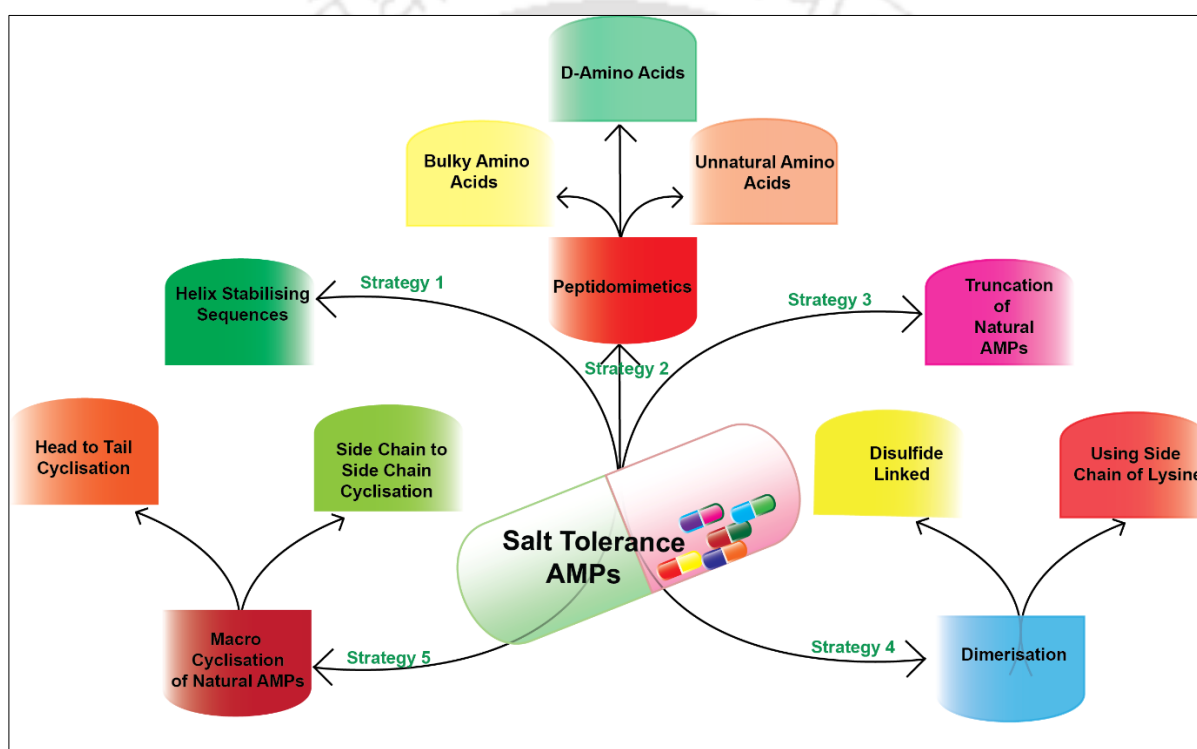 D-Amino Acids
Bulky Amino
Acids
Unnatural Amino
Acids
Peptidomimetics
Strategy 1
Helix Stabilising
Sequences
Strategy 3
Truncation
of
Natural
AMPs
Strategy 2
Head to Tail
Cyclisation
Side Chain to
Side Chain
Cyclisation
Disulfide
Linked
Using Side
Chain of Lysine
Salt Tolerance
AMPs
Macro
Cyclisation
of Natural AMPs
Strategy 5
Strategy 4
Dimerisation